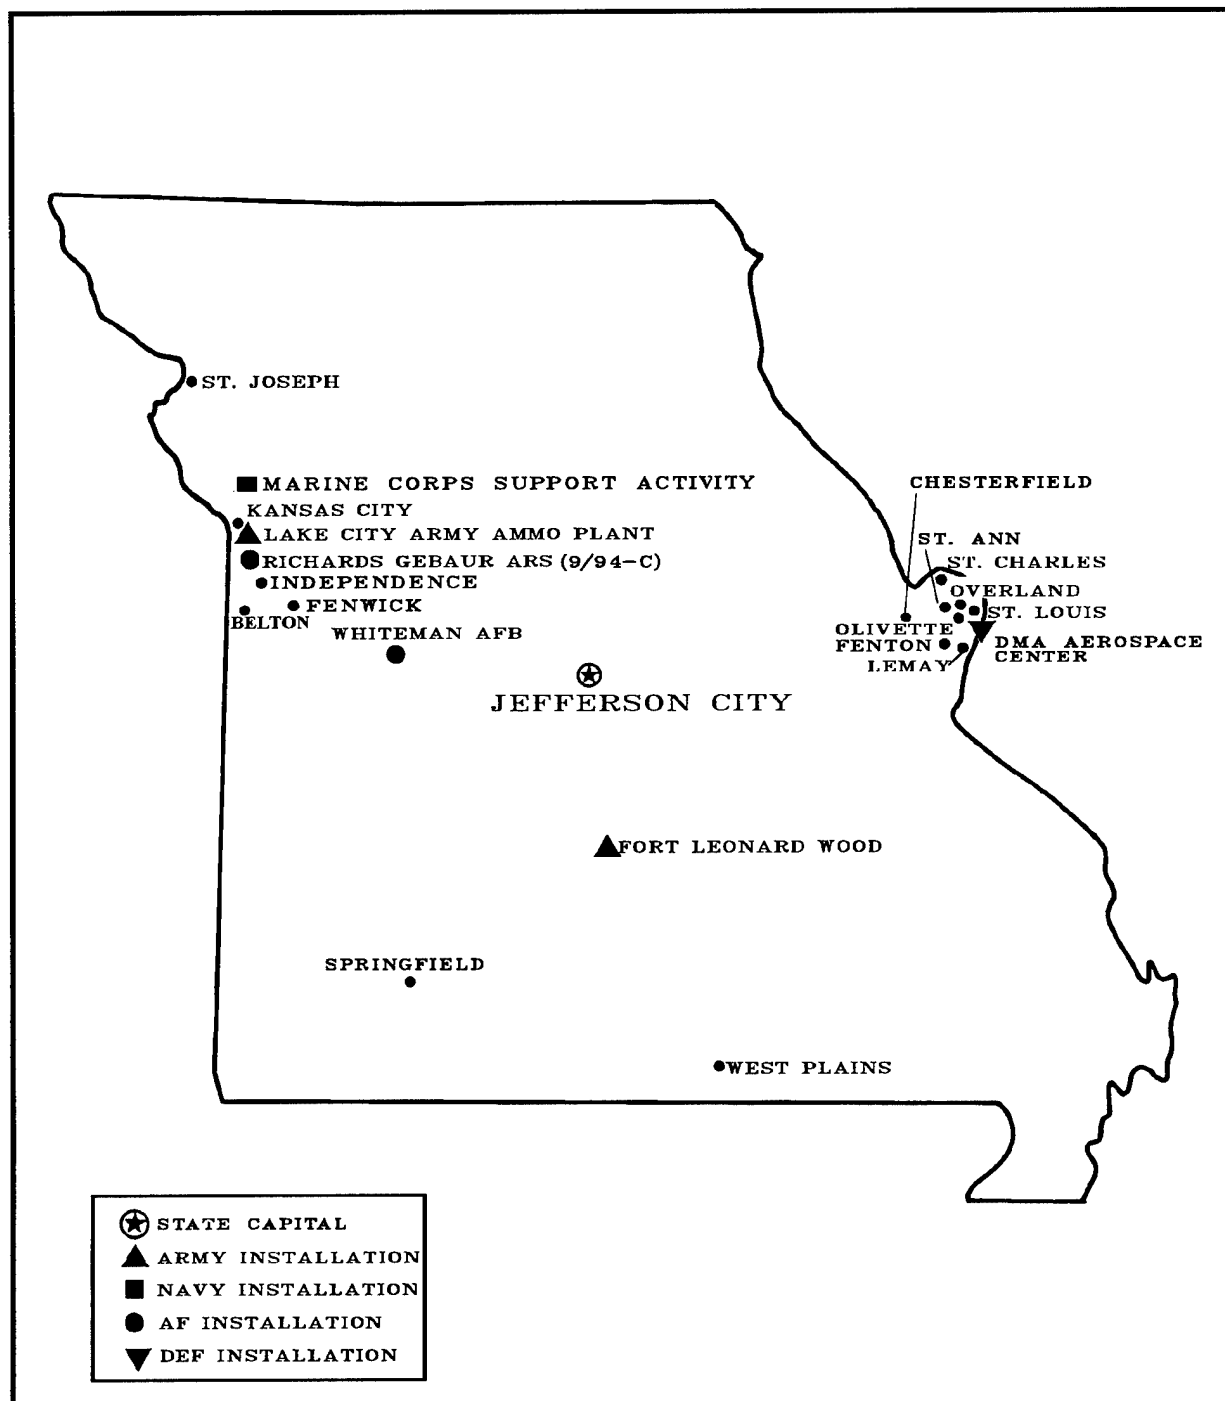 ST. JOSEPH
MARINE CORPS SUPPORT ACTIVITY
CHESTERFIELD
KANSAS CITY
LAKE CITY ARMY AMMO PLANT
ST. ANN
RICHARDS GEBAUR ARS (9/94-C)
ST. CHARLES
INDEPENDENCE
OVERLAND
FENWICK
ST. LOUIS
BELTON
OLIVETTE
WHITEMAN AFB
DMA AEROSPACE
CENTER
FENTON
LEMAY
JEFFERSON CITY
FORT LEONARD WOOD
SPRINGFIELD
WEST PLAINS
STATE CAPITAL
ARMY INSTALLATION
NAVY INSTALLATION
AF INSTALLATION
DEF INSTALLATION